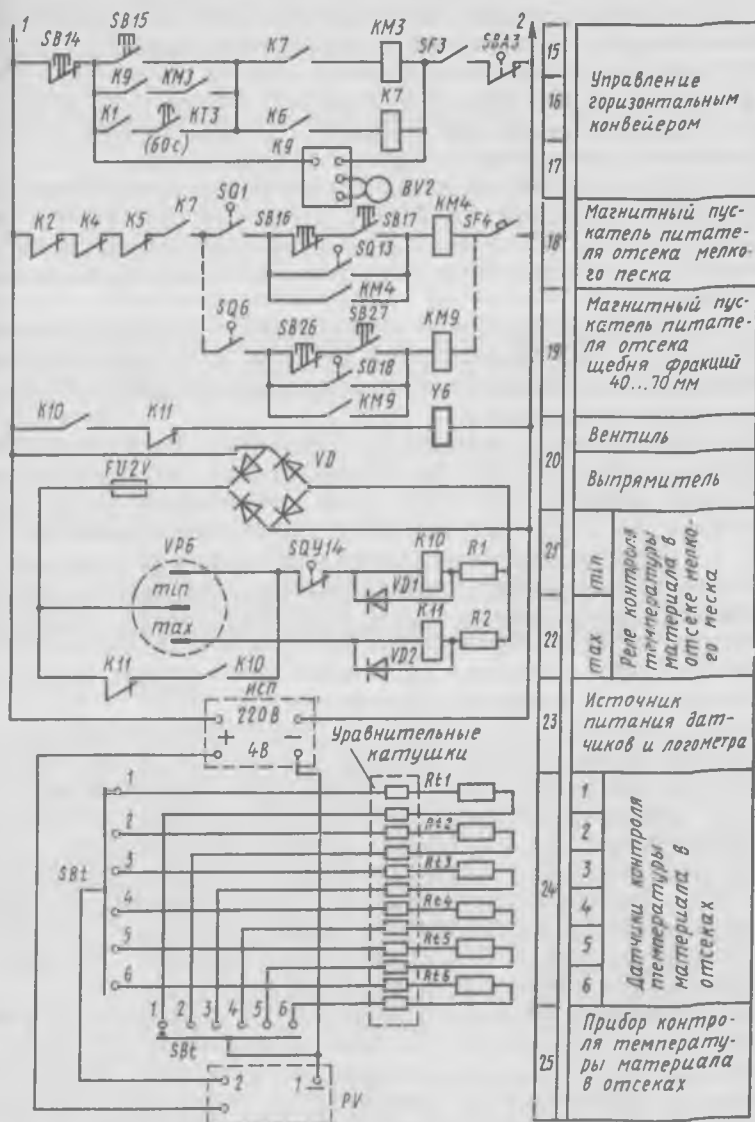 1
2
SB14
SB15
K7
KM3
SF3
SBA3
15
K9
KM3
K7
16
Управление
горизонтальным
конвейером
K1
KT3
K6
(60с)
K9
17
BV2
K2
K4
K5
K7
SQ1
SB16
SB17
KM4
SF4
18
Магнитный пус-
катель питате-
ля отсека мелко-
го песка
SQ13
KM4
SQ6
SB26
SB27
KM9
19
Магнитный пус-
катель питате-
ля отсека
щебня фракций
40...70 мм
SQ18
KM9
Y6
K10
K11
Вентиль
20
FU2V
VD
Выпрямитель
VP6
SQY14
K10
R1
21
min
min
VD1
K11
R2
max
22
max
VD2
Реле контроля
температуры
материала в
отсеке мелко-
го песка
K11
K10
ИСП
220В
23
Источник
питания дат-
чиков и логометра
+
−
4В
Уравнительные
катушки
1
Rt1
1
2
Rt2
2
3
Rt3
3
SBt
4
Rt4
24
4
5
Rt5
5
6
Rt6
6
Датчики контроля
температуры
материала в
отсеках
1
2
3
4
5
6
SBt
25
Прибор контро-
ля температу-
ры материала
в отсеках
2
1
PV